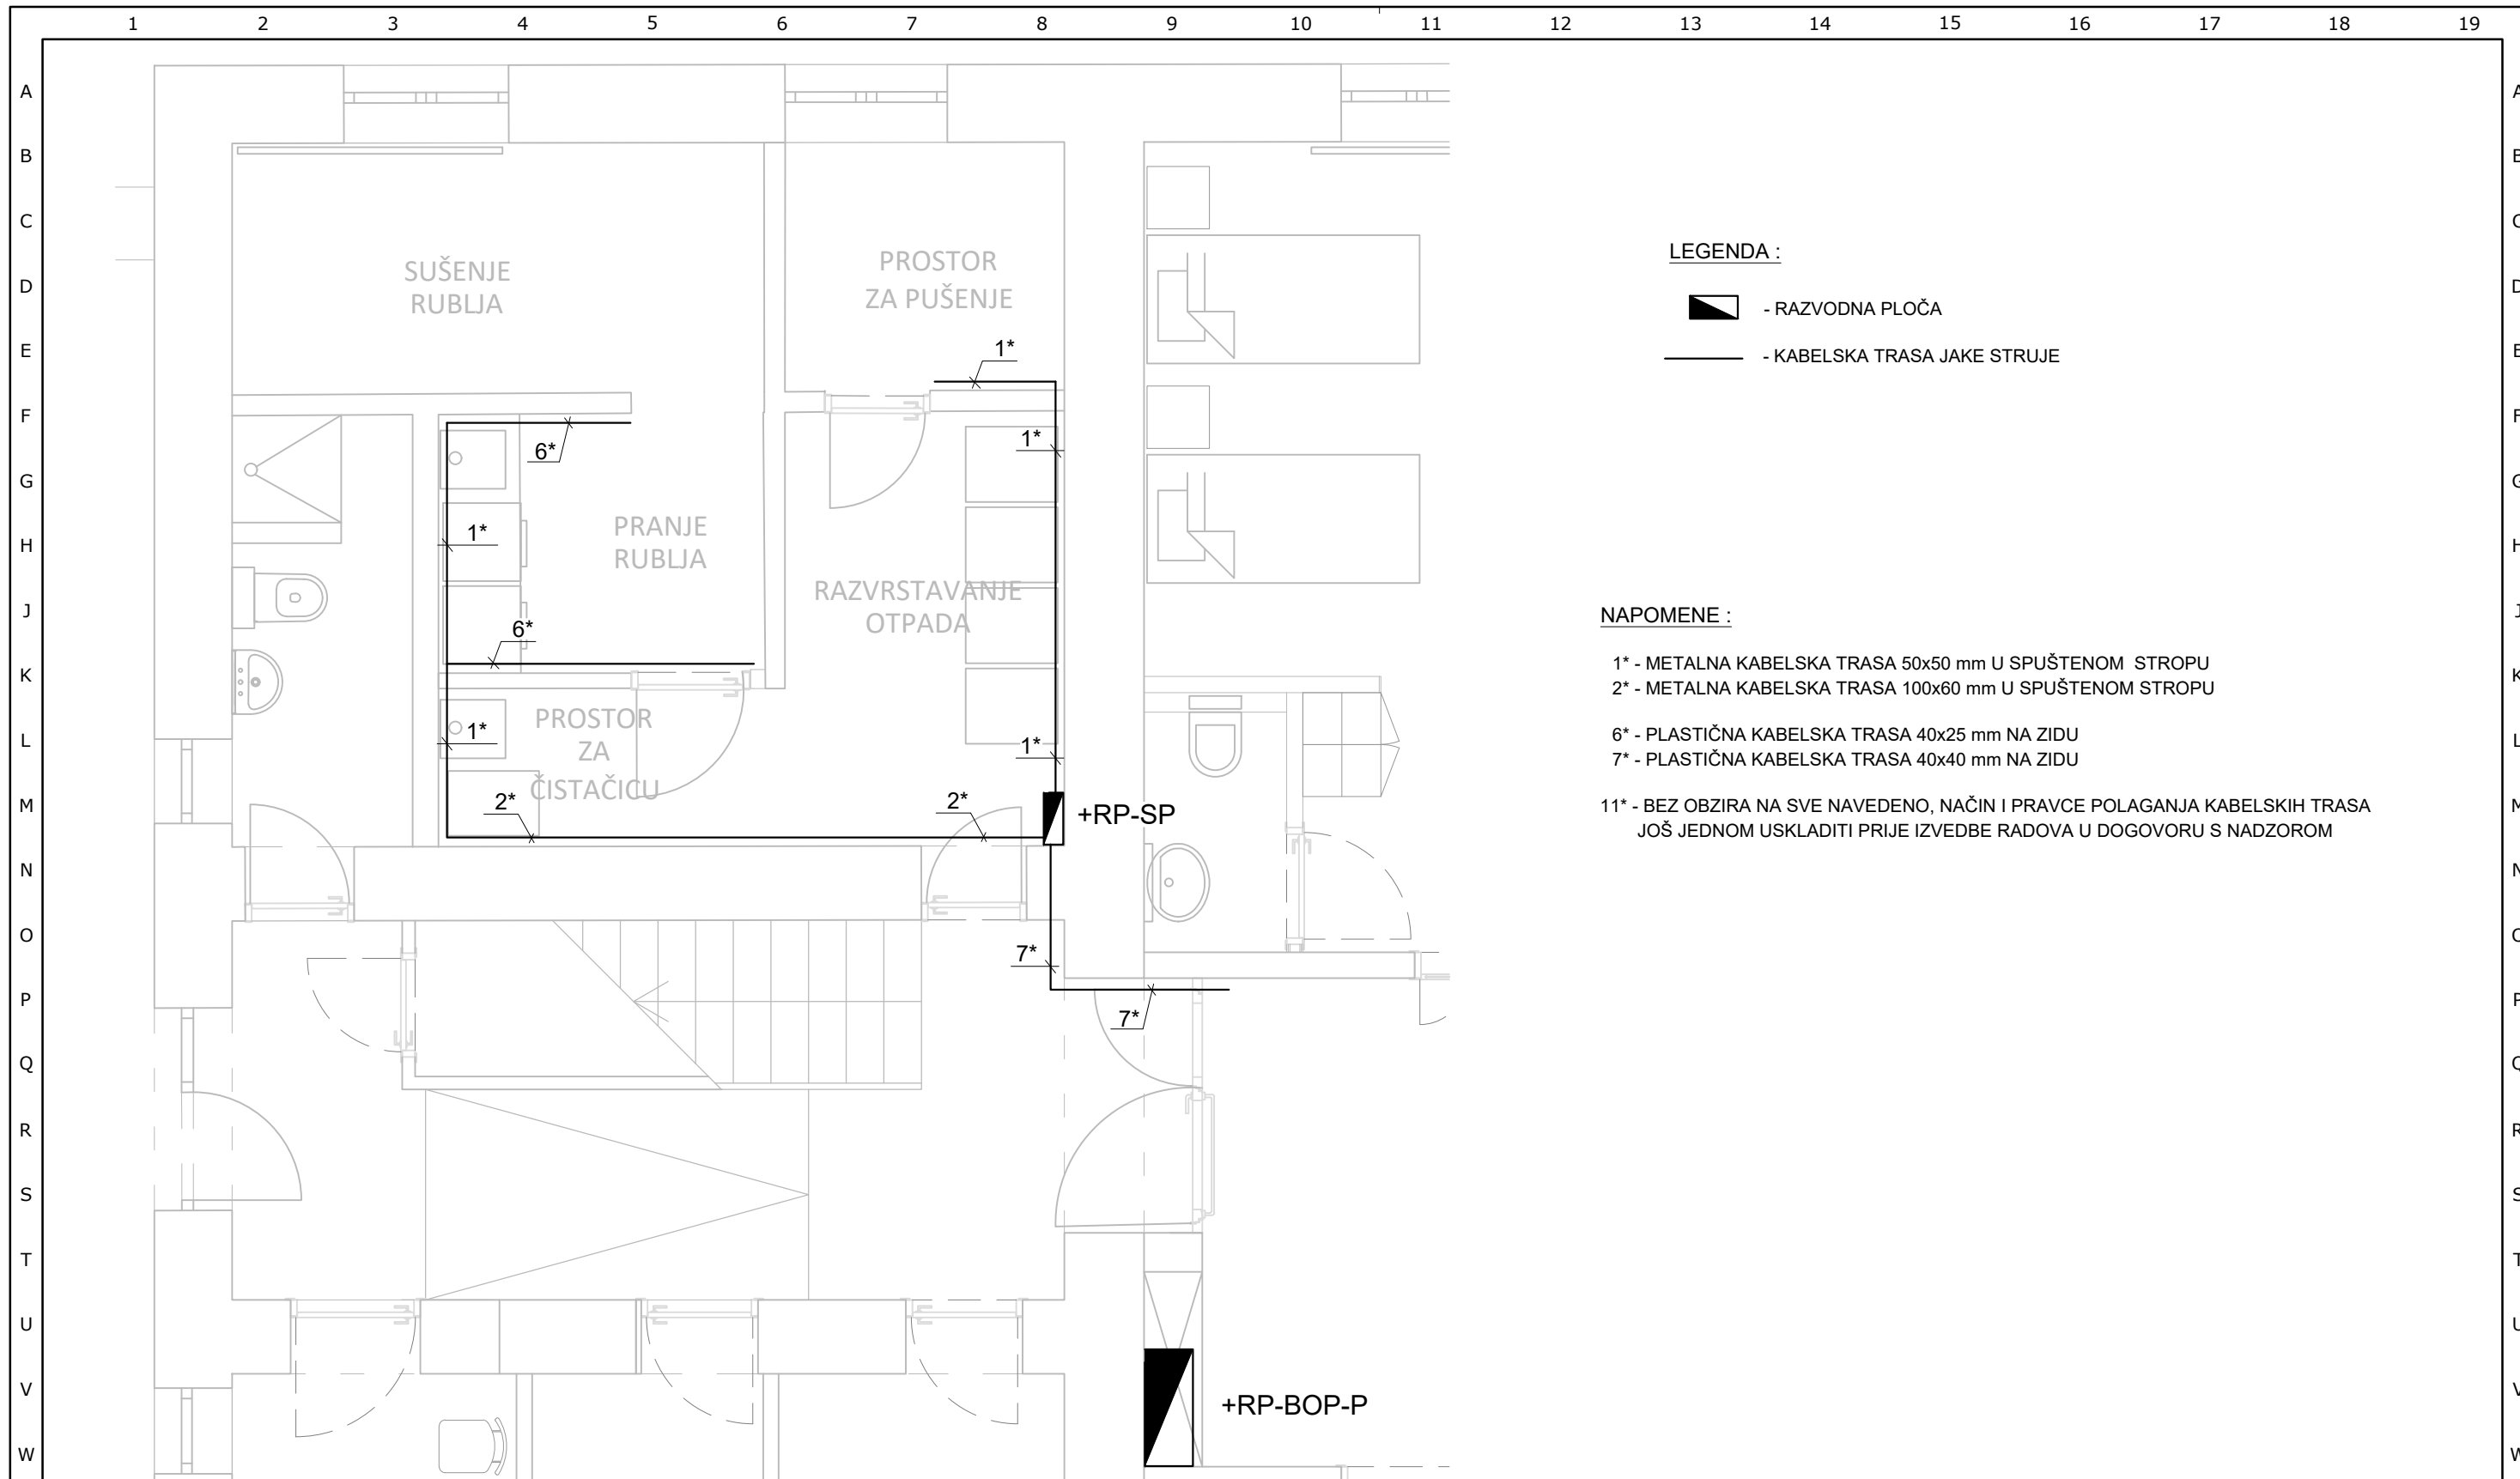 1 2 3 4 5 6 7 8 9 10 11 12 13 14 15 16 17 18 19
A A
B B
C C
D D
E E
F F
G G
H H
J J
K K
L L
M M
N N
O O
P P
Q Q
R R
S S
T T
U U
V V
W W
SUŠENJE
RUBLJA
PROSTOR
ZA PUŠENJE
1*
6*
1*
1*
PRANJE
RUBLJA
RAZVRSTAVANJE
OTPADA
6*
1*
PROSTOR
ZA
ČISTAČICU
1*
2*
2*
+RP-SP
7*
7*
+RP-BOP-P
LEGENDA :
- RAZVODNA PLOČA
- KABELSKA TRASA JAKE STRUJE
NAPOMENE :
1* - METALNA KABELSKA TRASA 50x50 mm U SPUŠTENOM STROPU
2* - METALNA KABELSKA TRASA 100x60 mm U SPUŠTENOM STROPU
6* - PLASTIČNA KABELSKA TRASA 40x25 mm NA ZIDU
7* - PLASTIČNA KABELSKA TRASA 40x40 mm NA ZIDU
11* - BEZ OBZIRA NA SVE NAVEDENO, NAČIN I PRAVCE POLAGANJA KABELSKIH TRASA
JOŠ JEDNOM USKLADITI PRIJE IZVEDBE RADOVA U DOGOVORU S NADZOROM